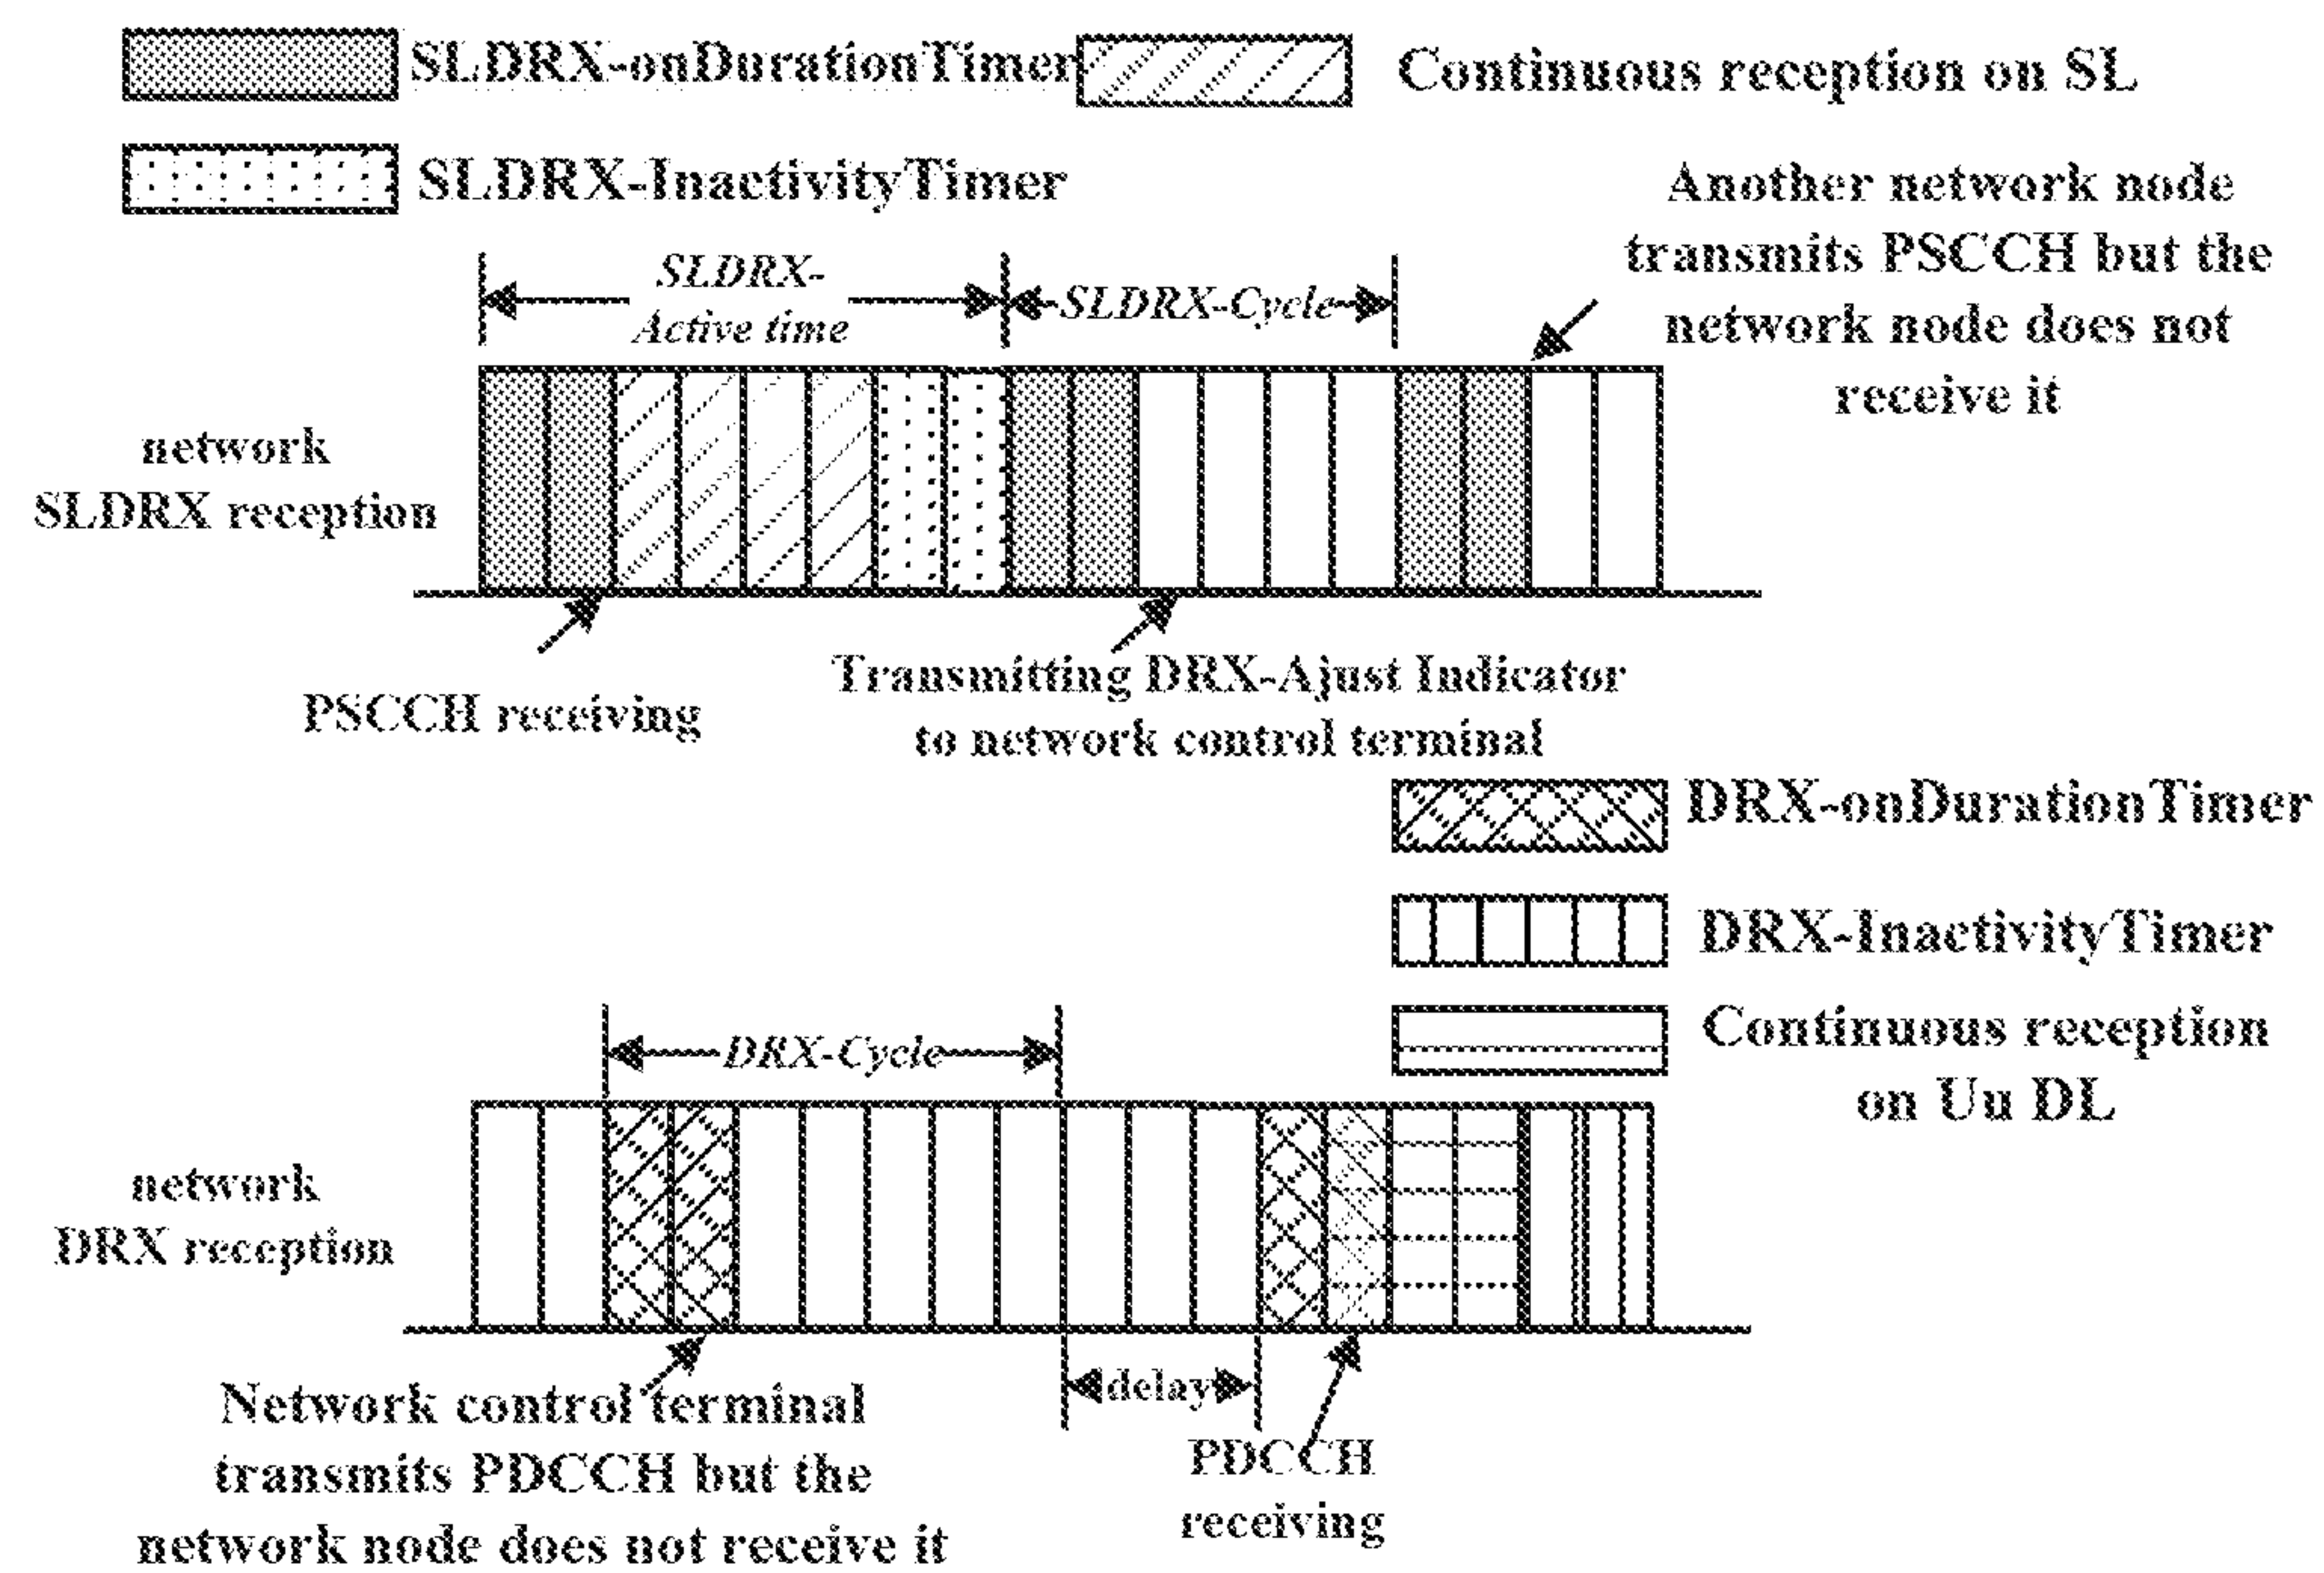 SLDRX-onDurationTimer
Continuous reception on SL
SLDRX-InactivityTimer
Another network node
transmits PSCCH but the
network node does not
receive it
SLDRX-
Active time
SLDRX-Cycle
network
SLDRX reception
PSCCH receiving
Transmitting DRX-Ajust Indicator
to network control terminal
DRX-onDurationTimer
DRX-InactivityTimer
Continuous reception
on Uu DL
DRX-Cycle
network
DRX reception
delay
Network control terminal
transmits PDCCH but the
network node does not receive it
PDCCH
receiving